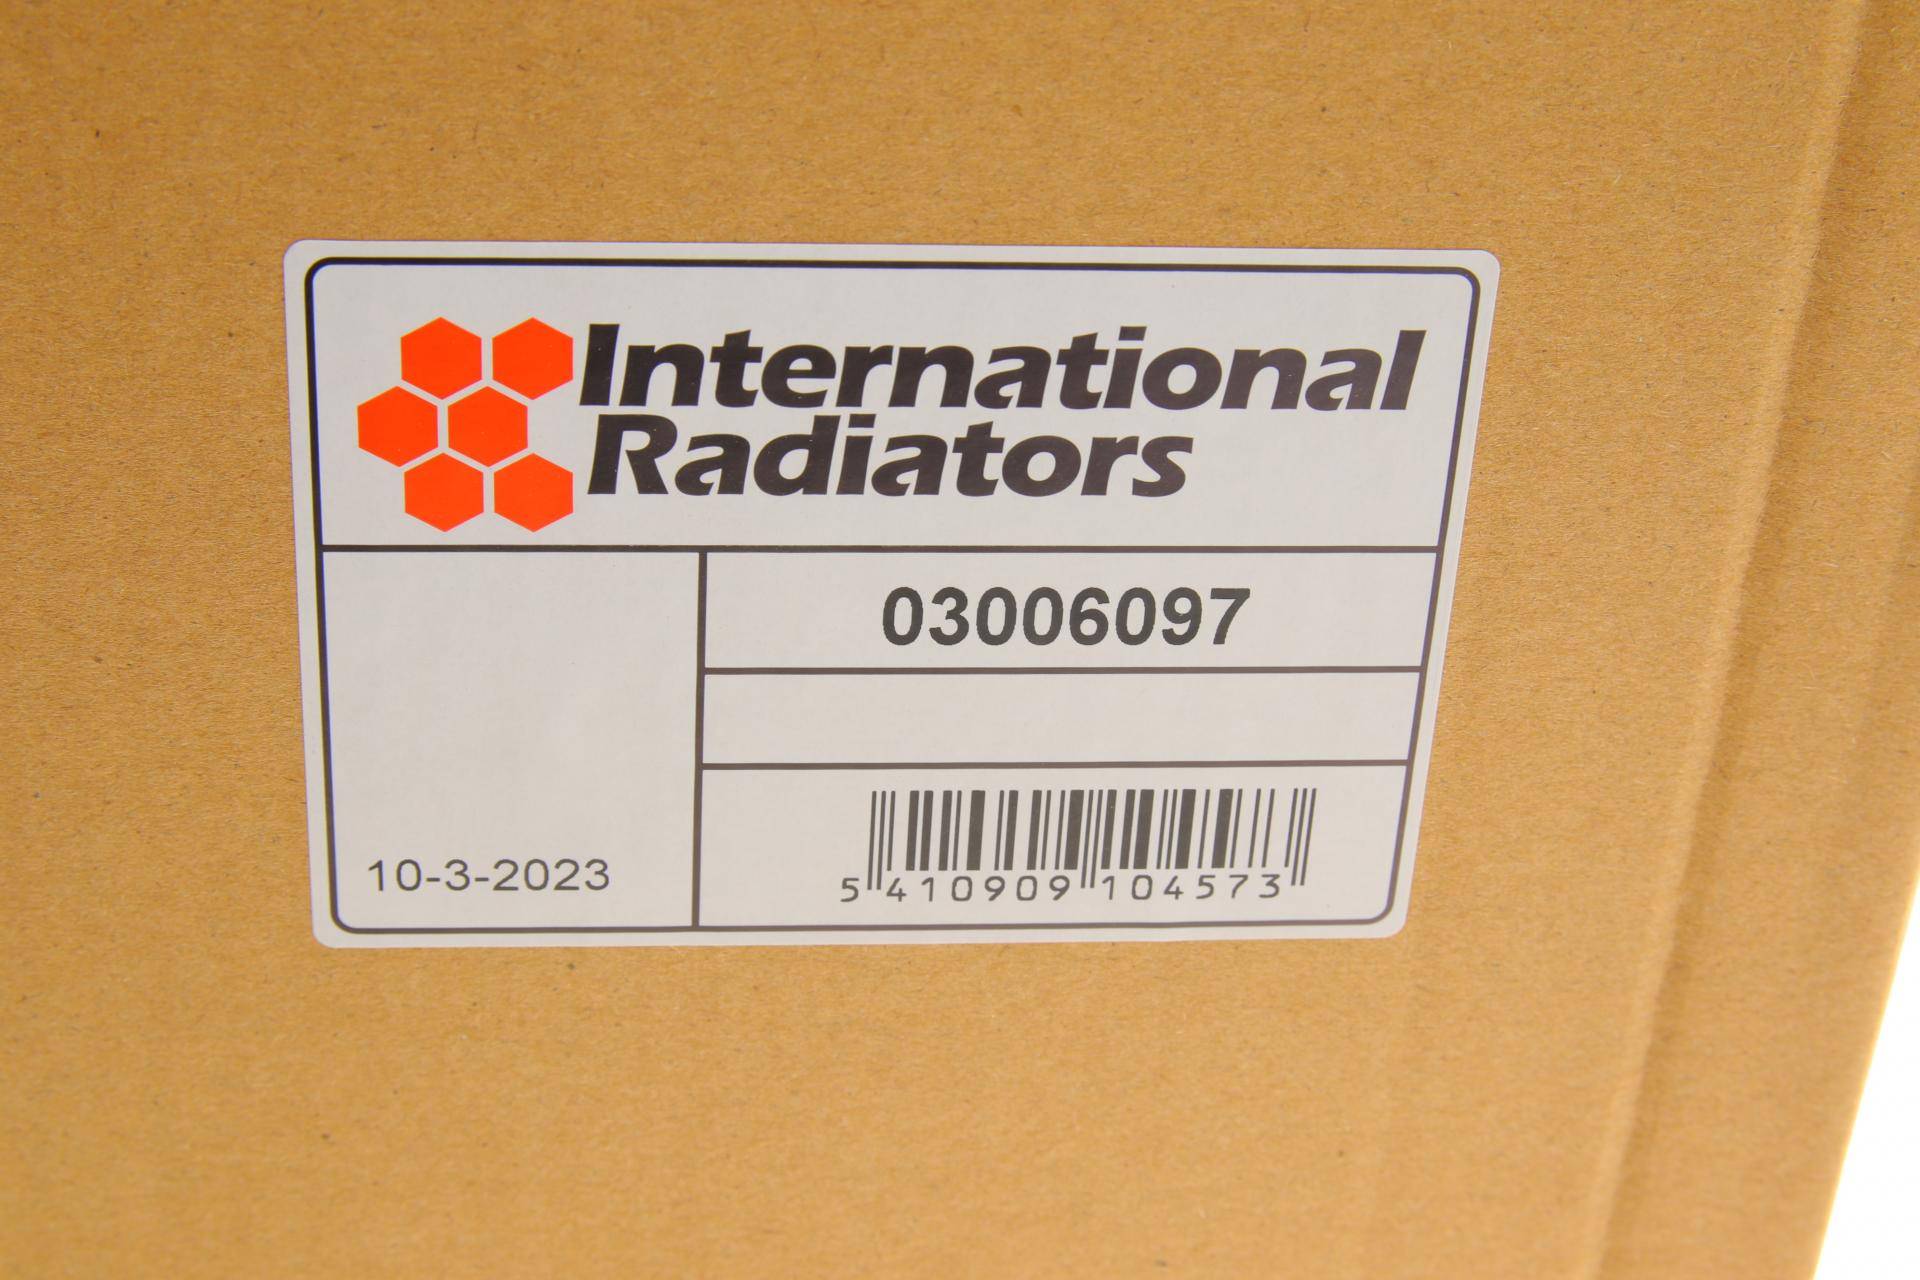 International
Radiators
03006097
10-3-2023
5 410909 104573